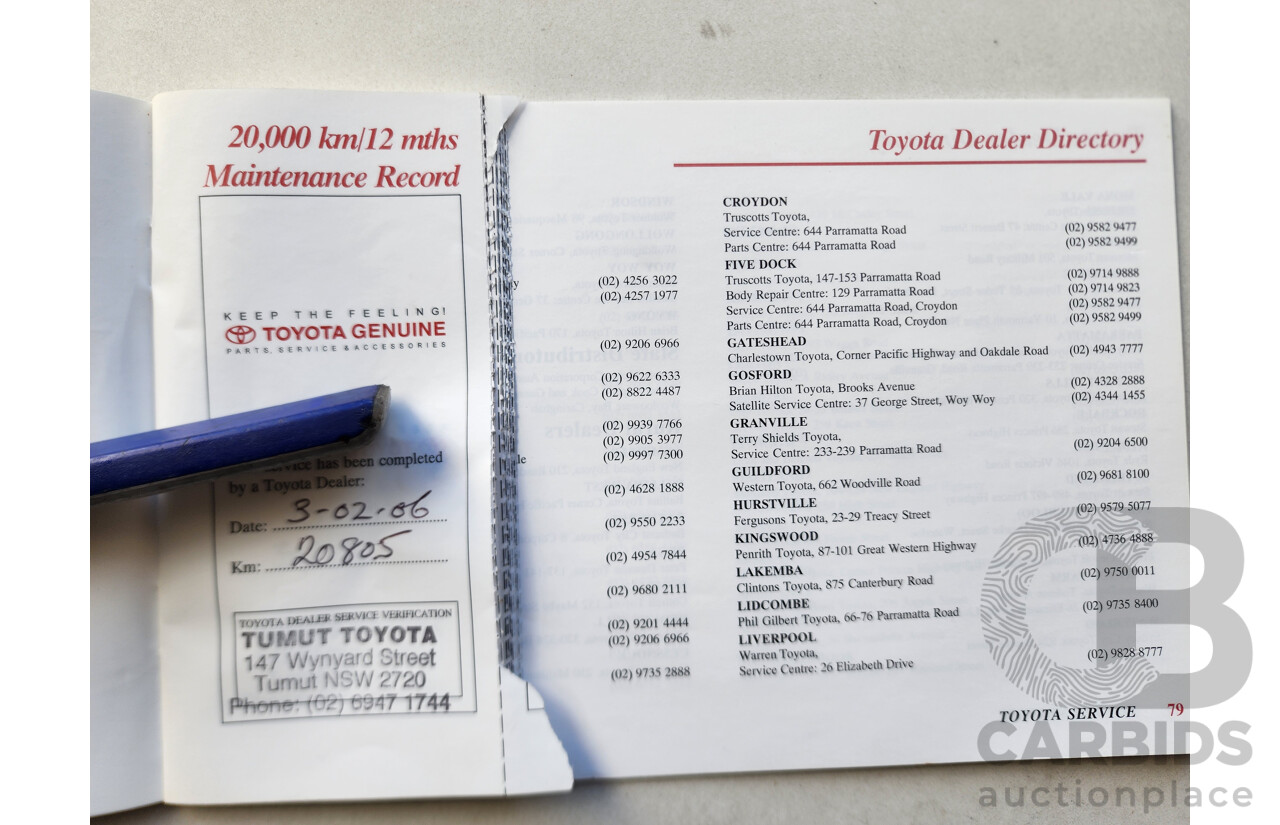 20,000 km/12 mths
Maintenance Record
KEEP THE FEELING!
TOYOTA GENUINE
PARTS, SERVICE & ACCESSORIES
service has been completed
by a Toyota Dealer:
Date: 3-02-06
Km: 20805
TOYOTA DEALER SERVICE VERIFICATION
TUMUT TOYOTA
147 Wynyard Street
Tumut NSW 2720
Phone: (02) 6947 1744
(02) 4256 3022
(02) 4257 1977
(02) 9206 6966
(02) 9622 6333
(02) 8822 4487
(02) 9939 7766
(02) 9905 3977
(02) 9997 7300
(02) 4628 1888
(02) 9550 2233
(02) 4954 7844
(02) 9680 2111
(02) 9201 4444
(02) 9206 6966
(02) 9735 2888
Toyota Dealer Directory
CROYDON
Truscotts Toyota,
Service Centre: 644 Parramatta Road (02) 9582 9477
Parts Centre: 644 Parramatta Road (02) 9582 9499
FIVE DOCK
Truscotts Toyota, 147-153 Parramatta Road (02) 9714 9888
Body Repair Centre: 129 Parramatta Road (02) 9714 9823
Service Centre: 644 Parramatta Road, Croydon (02) 9582 9477
Parts Centre: 644 Parramatta Road, Croydon (02) 9582 9499
GATESHEAD
Charlestown Toyota, Corner Pacific Highway and Oakdale Road (02) 4943 7777
GOSFORD
Brian Hilton Toyota, Brooks Avenue (02) 4328 2888
Satellite Service Centre: 37 George Street, Woy Woy (02) 4344 1455
GRANVILLE
Terry Shields Toyota,
Service Centre: 233-239 Parramatta Road (02) 9204 6500
GUILDFORD
Western Toyota, 662 Woodville Road (02) 9681 8100
HURSTVILLE
Fergusons Toyota, 23-29 Treacy Street (02) 9579 5077
KINGSWOOD
Penrith Toyota, 87-101 Great Western Highway (02) 4736 4888
LAKEMBA
Clintons Toyota, 875 Canterbury Road (02) 9750 0011
LIDCOMBE
Phil Gilbert Toyota, 66-76 Parramatta Road (02) 9735 8400
LIVERPOOL
Warren Toyota,
Service Centre: 26 Elizabeth Drive (02) 9828 8777
TOYOTA SERVICE 79
CB
CARBIDS
auctionplace